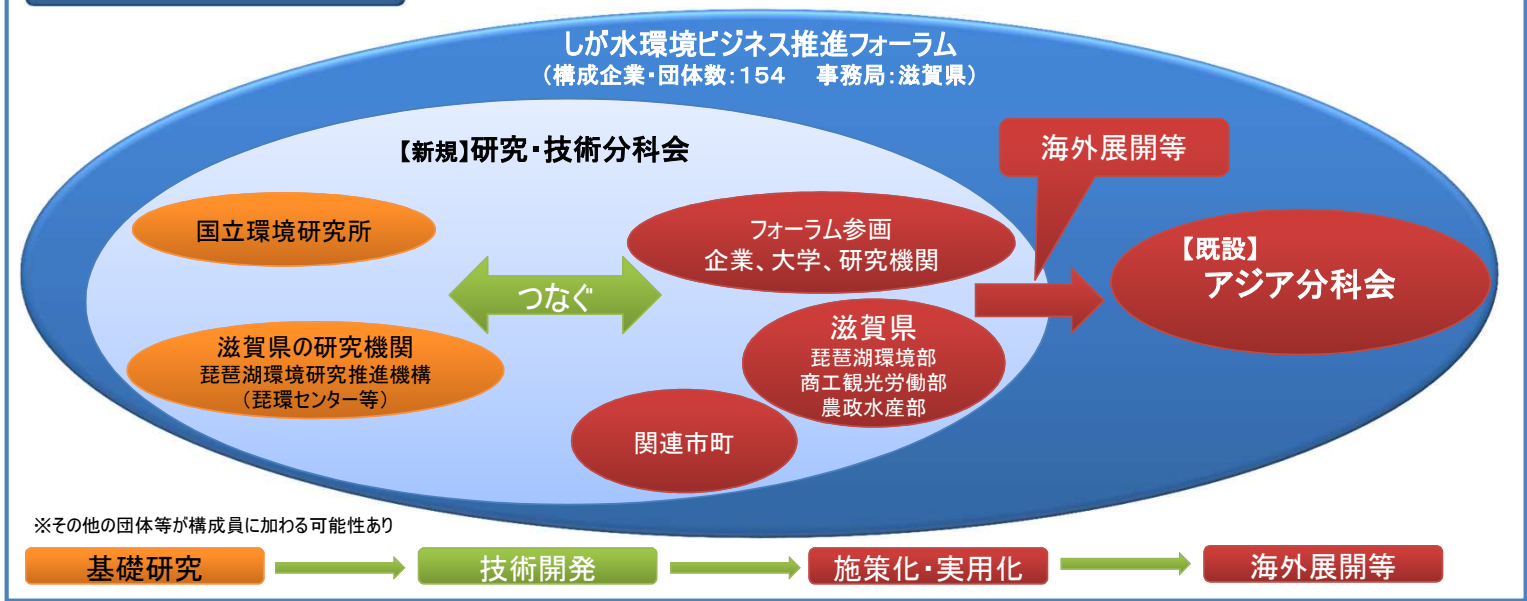 しが水環境ビジネス推進フォーラム
(構成企業・団体数:154 事務局:滋賀県)
【新規】研究・技術分科会
海外展開等
国立環境研究所
フォーラム参画
企業、大学、研究機関
【既設】
アジア分科会
つなぐ
滋賀県の研究機関
琵琶湖環境研究推進機構
(琵環センター等)
滋賀県
琵琶湖環境部
商工観光労働部
農政水産部
関連市町
※その他の団体等が構成員に加わる可能性あり
基礎研究
技術開発
施策化・実用化
海外展開等